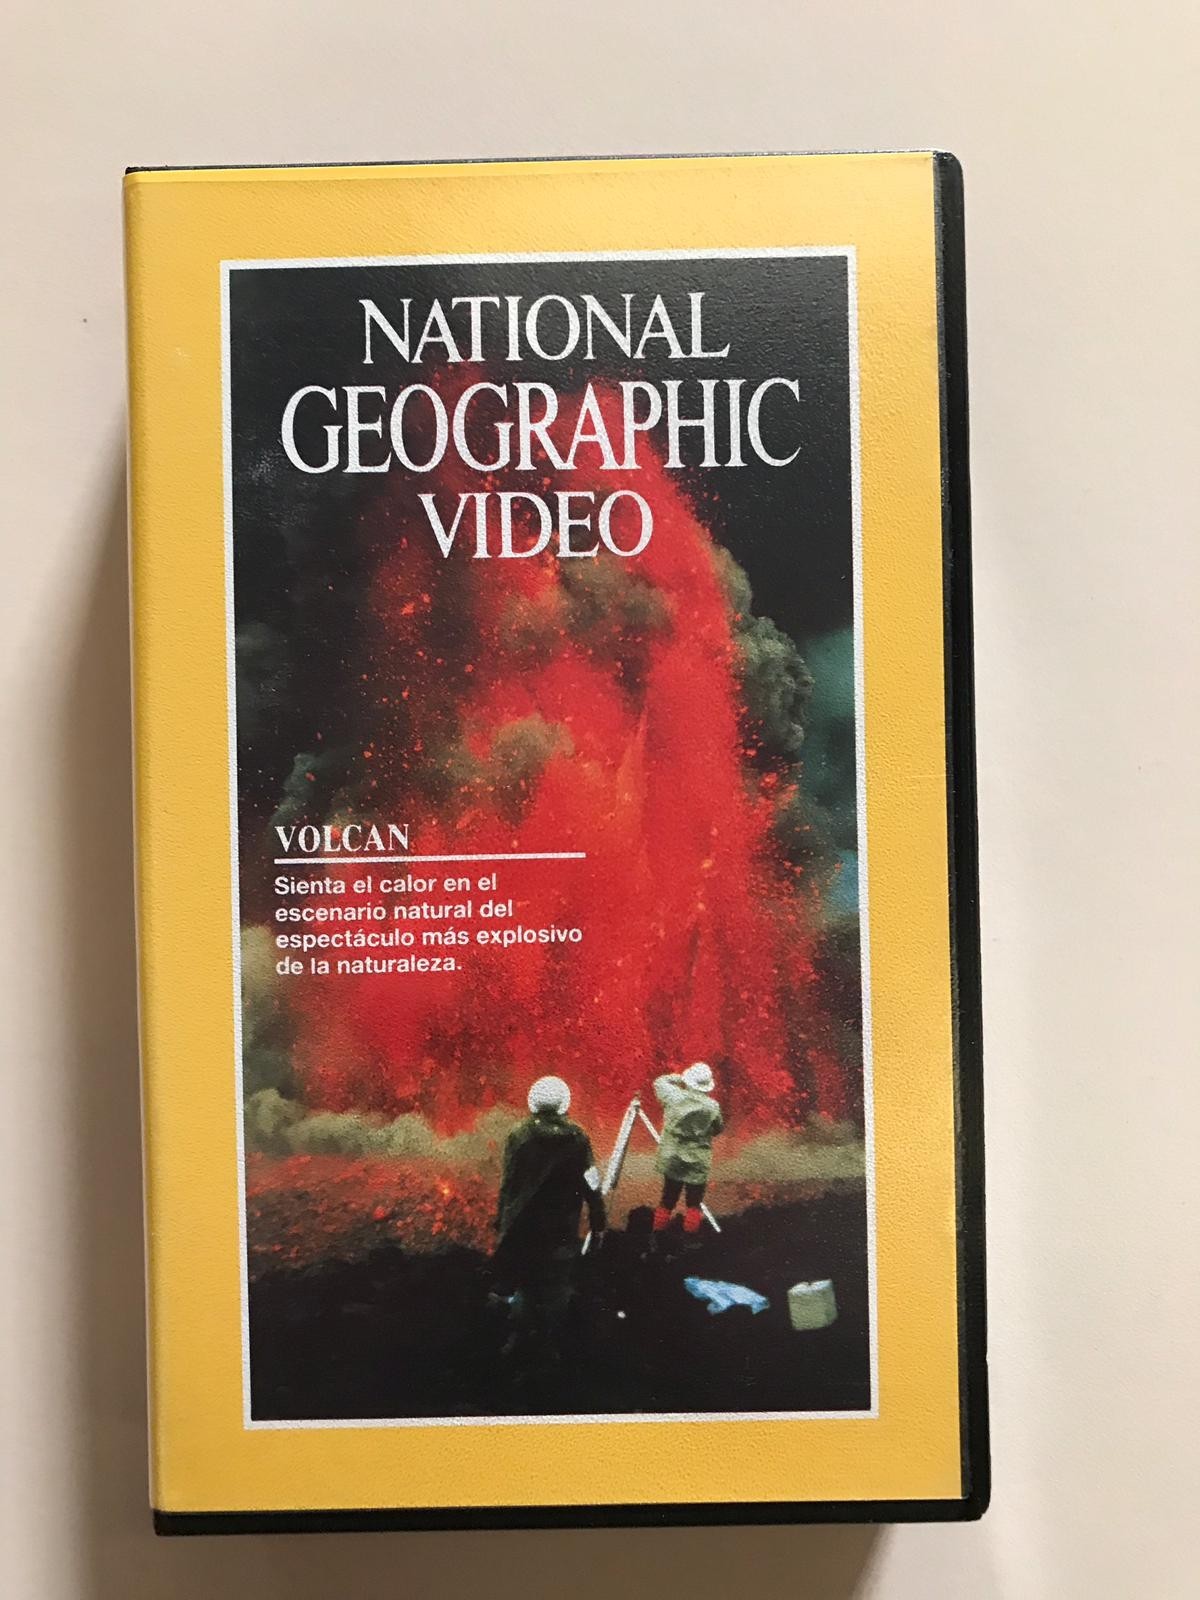 NATIONAL
GEOGRAPHIC
VIDEO
VOLCAN
Sienta el calor en el
escenario natural del
espectáculo más explosivo
de la naturaleza.